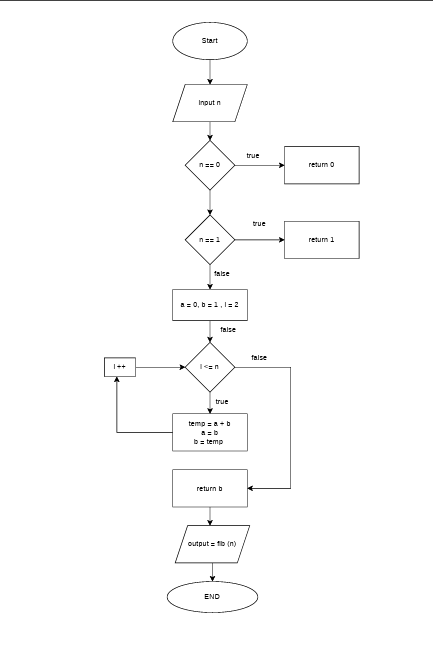 Start
Input n
n == 0
true
return 0
n == 1
true
return 1
false
a = 0, b = 1 , I = 2
false
I ++
I <= n
false
true
temp = a + b
a = b
b = temp
return b
output = fib (n)
END